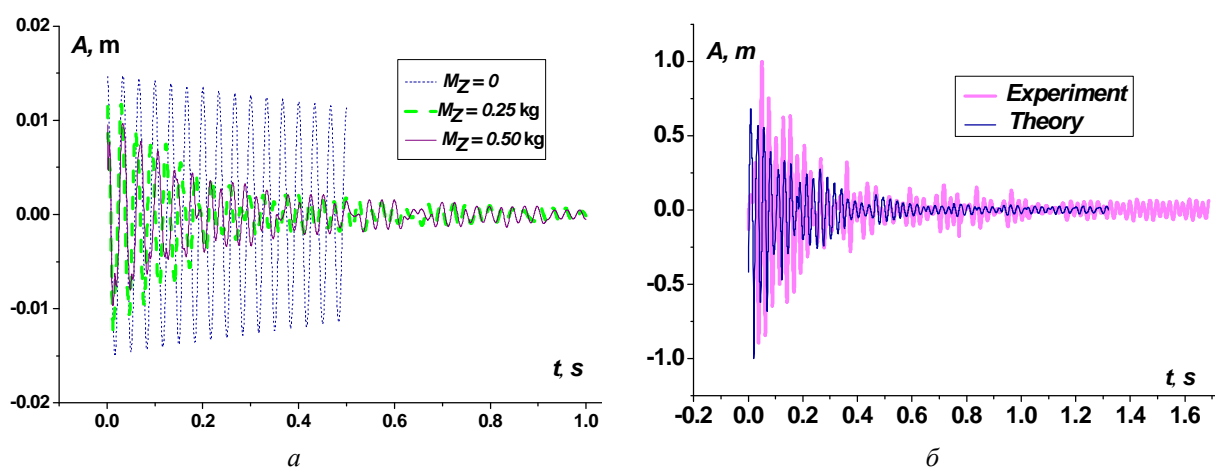 A, m
0.02
0.01
0.00
-0.01
-0.02
M_Z = 0
M_Z = 0.25 kg
M_Z = 0.50 kg
t, s
0.0 0.2 0.4 0.6 0.8 1.0
а
A, m
1.0
0.5
0.0
-0.5
-1.0
Experiment
Theory
t, s
-0.2 0.0 0.2 0.4 0.6 0.8 1.0 1.2 1.4 1.6
б